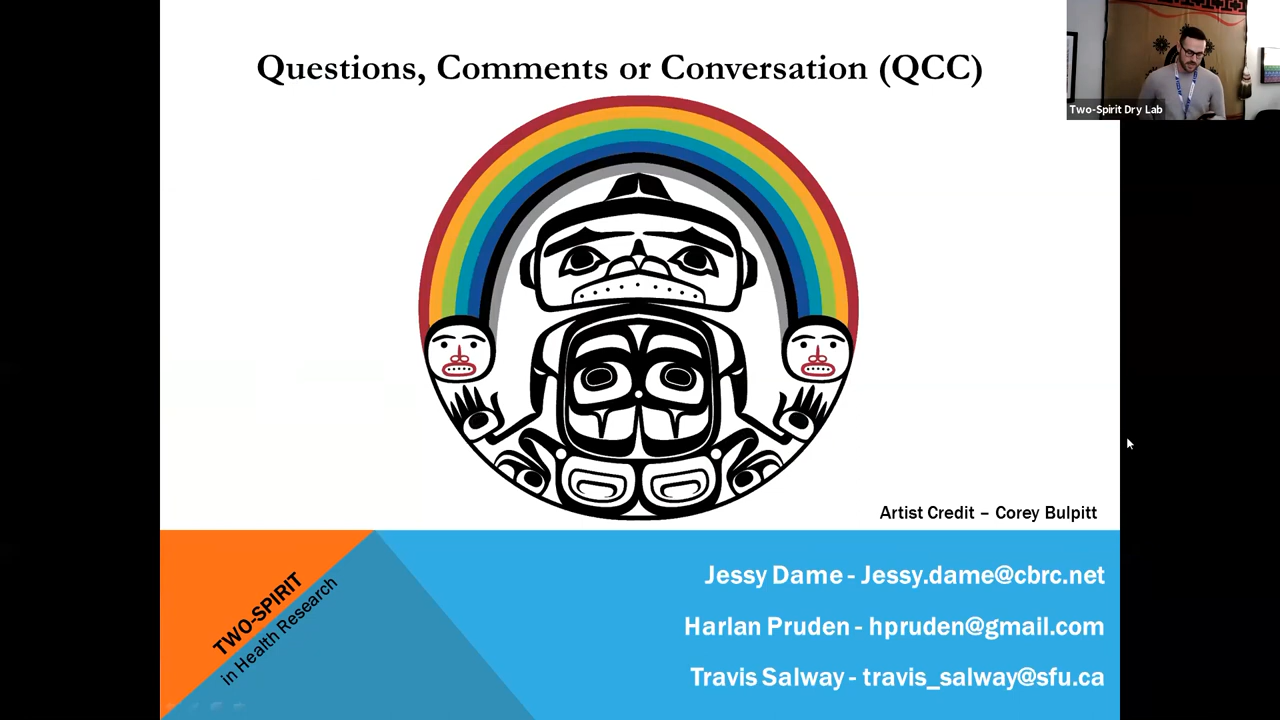 Questions, Comments or Conversation (QCC)
Two-Spirit Dry Lab
Artist Credit – Corey Bulpitt
TWO-SPIRIT
in Health Research
Jessy Dame - Jessy.dame@cbrc.net
Harlan Pruden - hpruden@gmail.com
Travis Salway - travis_salway@sfu.ca